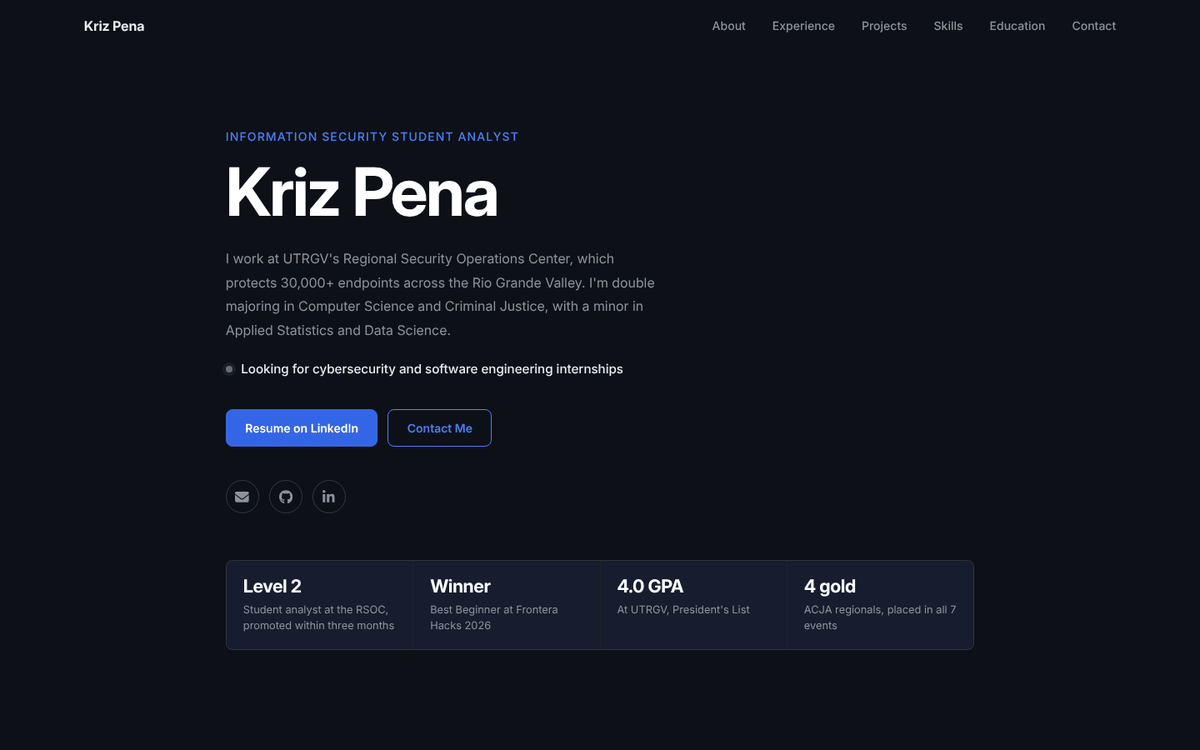 Kriz Pena
About Experience Projects Skills Education Contact
INFORMATION SECURITY STUDENT ANALYST
Kriz Pena
I work at UTRGV's Regional Security Operations Center, which
protects 30,000+ endpoints across the Rio Grande Valley. I'm double
majoring in Computer Science and Criminal Justice, with a minor in
Applied Statistics and Data Science.
Looking for cybersecurity and software engineering internships
Resume on LinkedIn
Contact Me
in
Level 2
Student analyst at the RSOC,
promoted within three months
Winner
Best Beginner at Frontera
Hacks 2026
4.0 GPA
At UTRGV, President's List
4 gold
ACJA regionals, placed in all 7
events